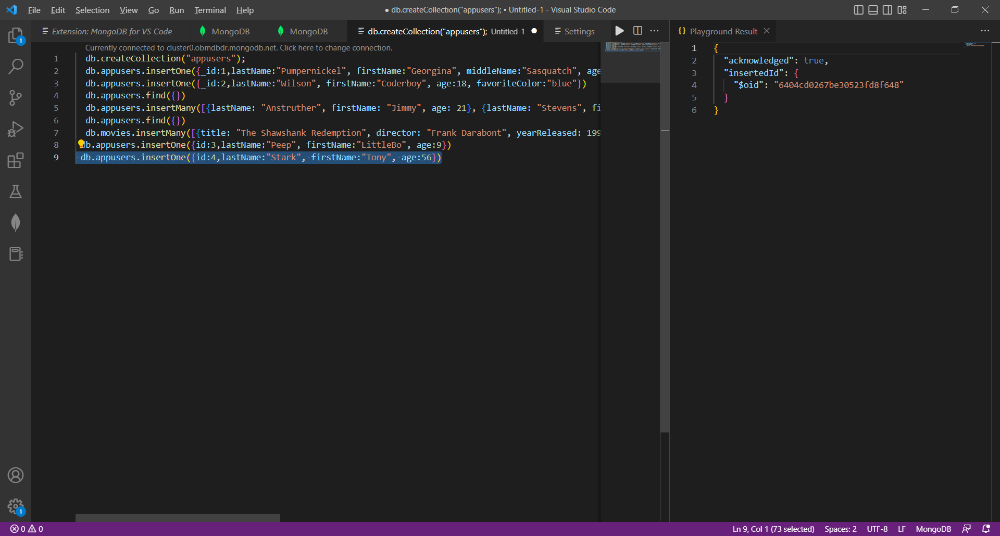 File Edit Selection View Go Run Terminal Help
● db.createCollection("appusers"); • Untitled-1 - Visual Studio Code
Extension: MongoDB for VS Code
MongoDB
MongoDB
db.createCollection("appusers"); Untitled-1 ●
Settings
Currently connected to cluster0.obmdbdr.mongodb.net. Click here to change connection.
1 db.createCollection("appusers");
2 db.appusers.insertOne({_id:1,lastName:"Pumpernickel", firstName:"Georgina", middleName:"Sasquatch", age
3 db.appusers.insertOne({_id:2,lastName:"Wilson", firstName:"Coderboy", age:18, favoriteColor:"blue"})
4 db.appusers.find({})
5 db.appusers.insertMany([{lastName: "Anstruther", firstName: "Jimmy", age: 21}, {lastName: "Stevens", fi
6 db.appusers.find({})
7 db.movies.insertMany([{title: "The Shawshank Redemption", director: "Frank Darabont", yearReleased: 199
8 db.appusers.insertOne({id:3,lastName:"Peep", firstName:"LittleBo", age:9})
9 db.appusers.insertOne({id:4,lastName:"Stark", firstName:"Tony", age:56})
{} Playground Result
1 {
2 "acknowledged": true,
3 "insertedId": {
4 "$oid": "6404cd0267be30523fd8f648"
5 }
6 }
1
1
0 0
Ln 9, Col 1 (73 selected) Spaces: 2 UTF-8 LF MongoDB